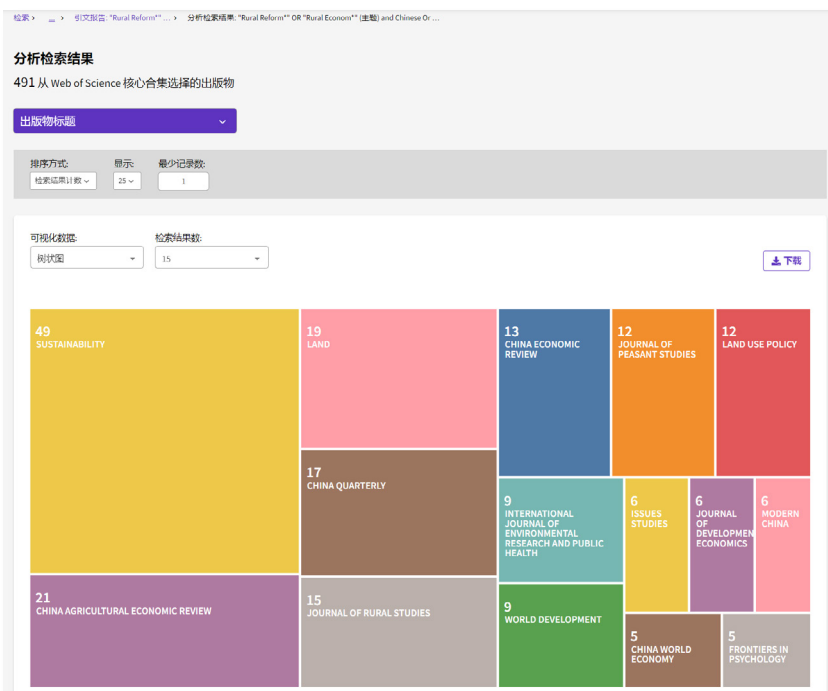 检索 > ... > 引文报告: "Rural Reform*" ... > 分析检索结果: "Rural Reform*" OR "Rural Econom*" (主题) and Chinese Or ...
分析检索结果
491 从 Web of Science 核心合集选择的出版物
出版物标题
排序方式: 显示: 最少记录数:
检索结果计数 25 1
可视化数据: 检索结果数:
树状图 15 下载
49
SUSTAINABILITY
19
LAND
13
CHINA ECONOMIC
REVIEW
12
JOURNAL OF
PEASANT STUDIES
12
LAND USE POLICY
17
CHINA QUARTERLY
9
INTERNATIONAL
JOURNAL OF
ENVIRONMENTAL
RESEARCH AND PUBLIC
HEALTH
6
ISSUES
STUDIES
6
JOURNAL
OF
DEVELOPMEN
ECONOMICS
6
MODERN
CHINA
21
CHINA AGRICULTURAL ECONOMIC REVIEW
15
JOURNAL OF RURAL STUDIES
9
WORLD DEVELOPMENT
5
CHINA WORLD
ECONOMY
5
FRONTIERS IN
PSYCHOLOGY